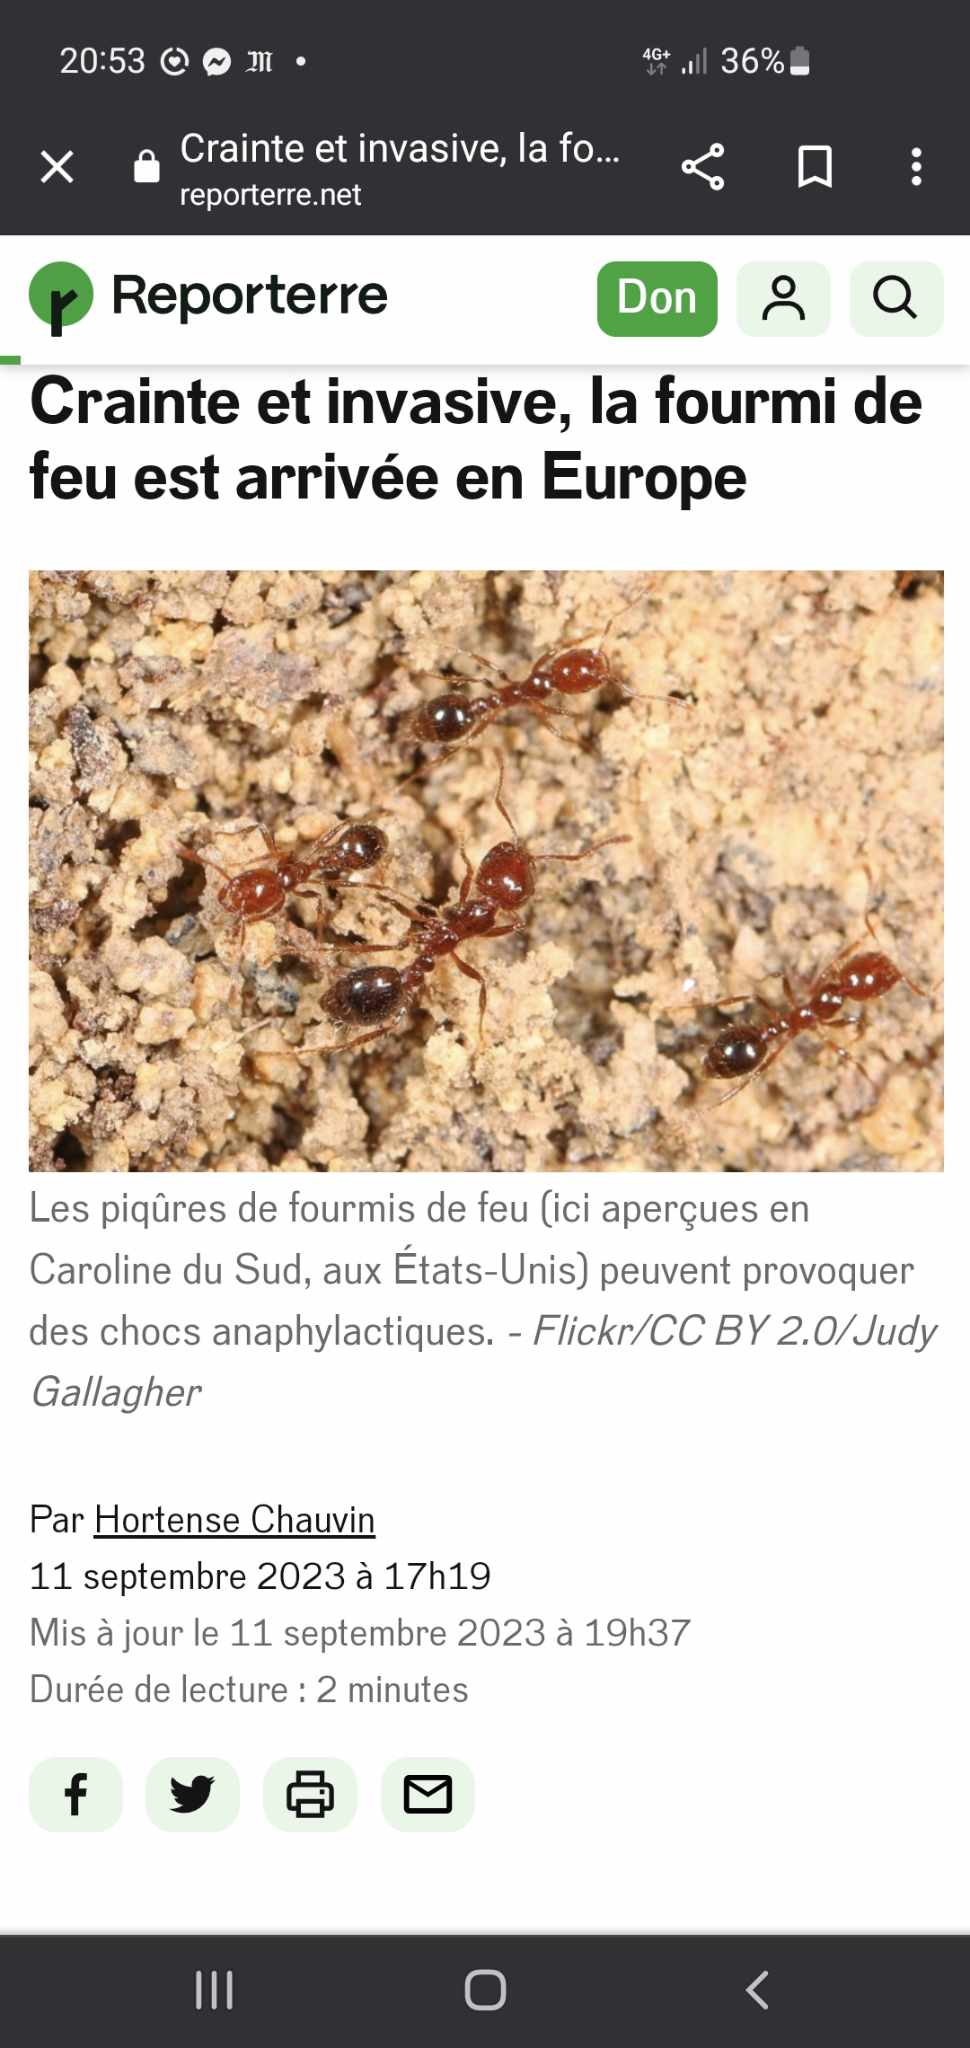 20:53
4G+ 36%
Crainte et invasive, la fo...
reporterre.net
Reporterre
Don
Crainte et invasive, la fourmi de
feu est arrivée en Europe
Les piqûres de fourmis de feu (ici aperçues en
Caroline du Sud, aux États-Unis) peuvent provoquer
des chocs anaphylactiques. - Flickr/CC BY 2.0/Judy
Gallagher
Par Hortense Chauvin
11 septembre 2023 à 17h19
Mis à jour le 11 septembre 2023 à 19h37
Durée de lecture : 2 minutes